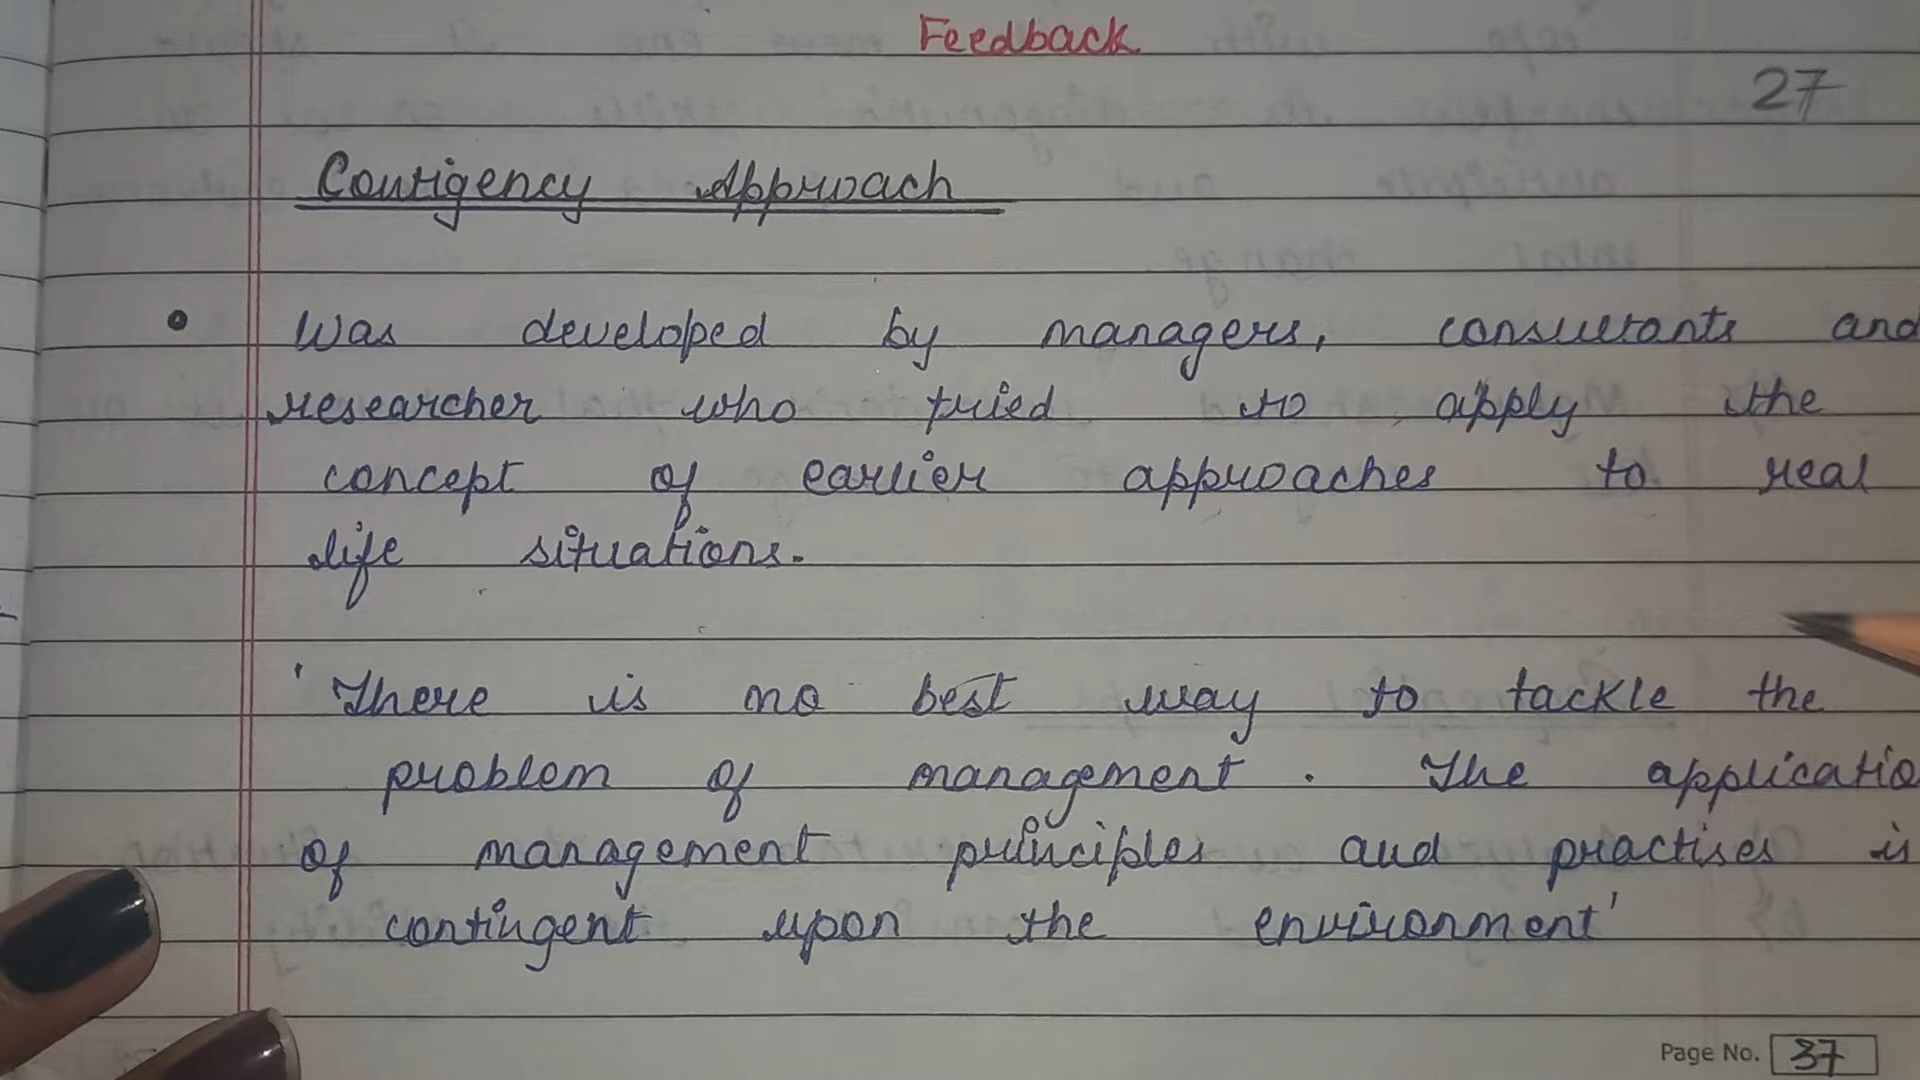 Feedback
27
Contigency Approach
• Was developed by managers, consultants and
researcher who tried to apply the
concept of earlier approaches to real
life situations.
'There is no best way to tackle the
problem of management. The applicatio
of management principles and practises is
contingent upon the environment'
Page No. 37